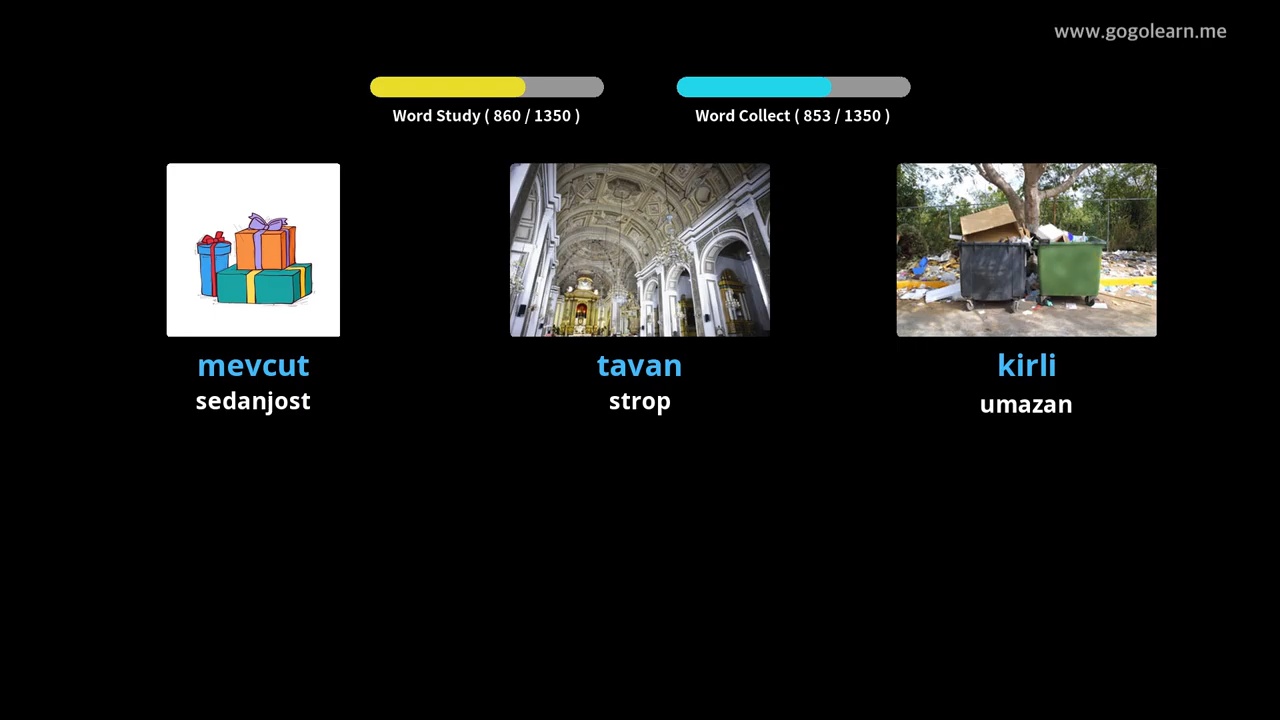 www.gogolearn.me
Word Study ( 860 / 1350 )
Word Collect ( 853 / 1350 )
mevcut
sedanjost
tavan
strop
kirli
umazan